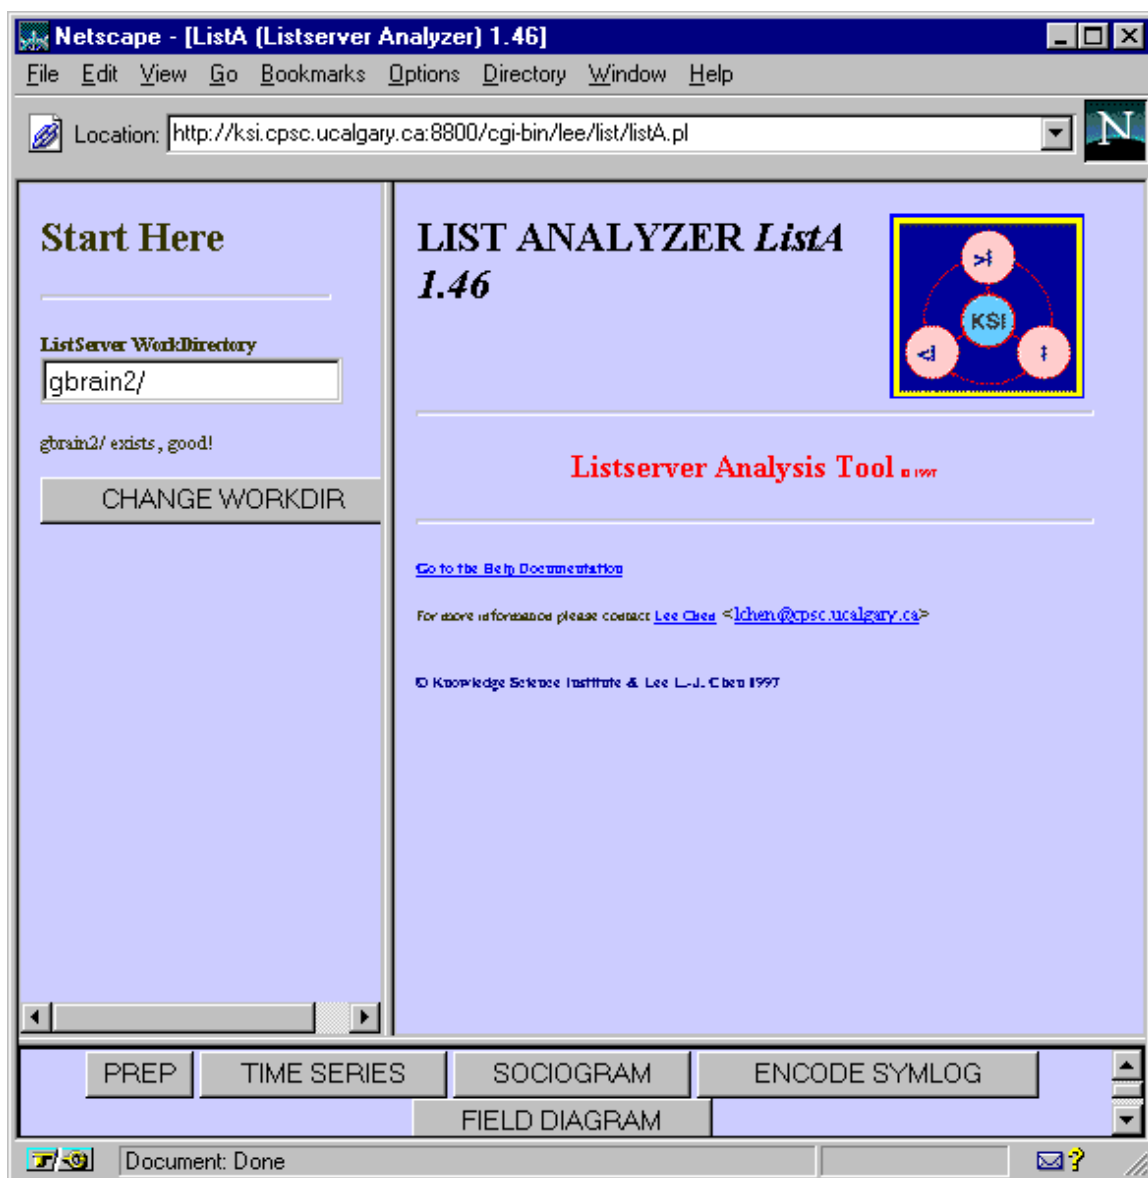 Netscape - [ListA (Listserver Analyzer) 1.46]
File Edit View Go Bookmarks Options Directory Window Help
Location: http://ksi.cpsc.ucalgary.ca:8800/cgi-bin/lee/list/listA.pl
N
Start Here
ListServer WorkDirectory
gbrain2/
gbrain2/ exists, good!
CHANGE WORKDIR
LIST ANALYZER ListA
1.46
KSI
Listserver Analysis Tool © 1997
Go to the Help Documentation
For more information please contact Lee Chen <lchen@cpsc.ucalgary.ca>
© Knowledge Science Institute & Lee L.-J. Chen 1997
PREP TIME SERIES SOCIOGRAM ENCODE SYMLOG
FIELD DIAGRAM
Document: Done